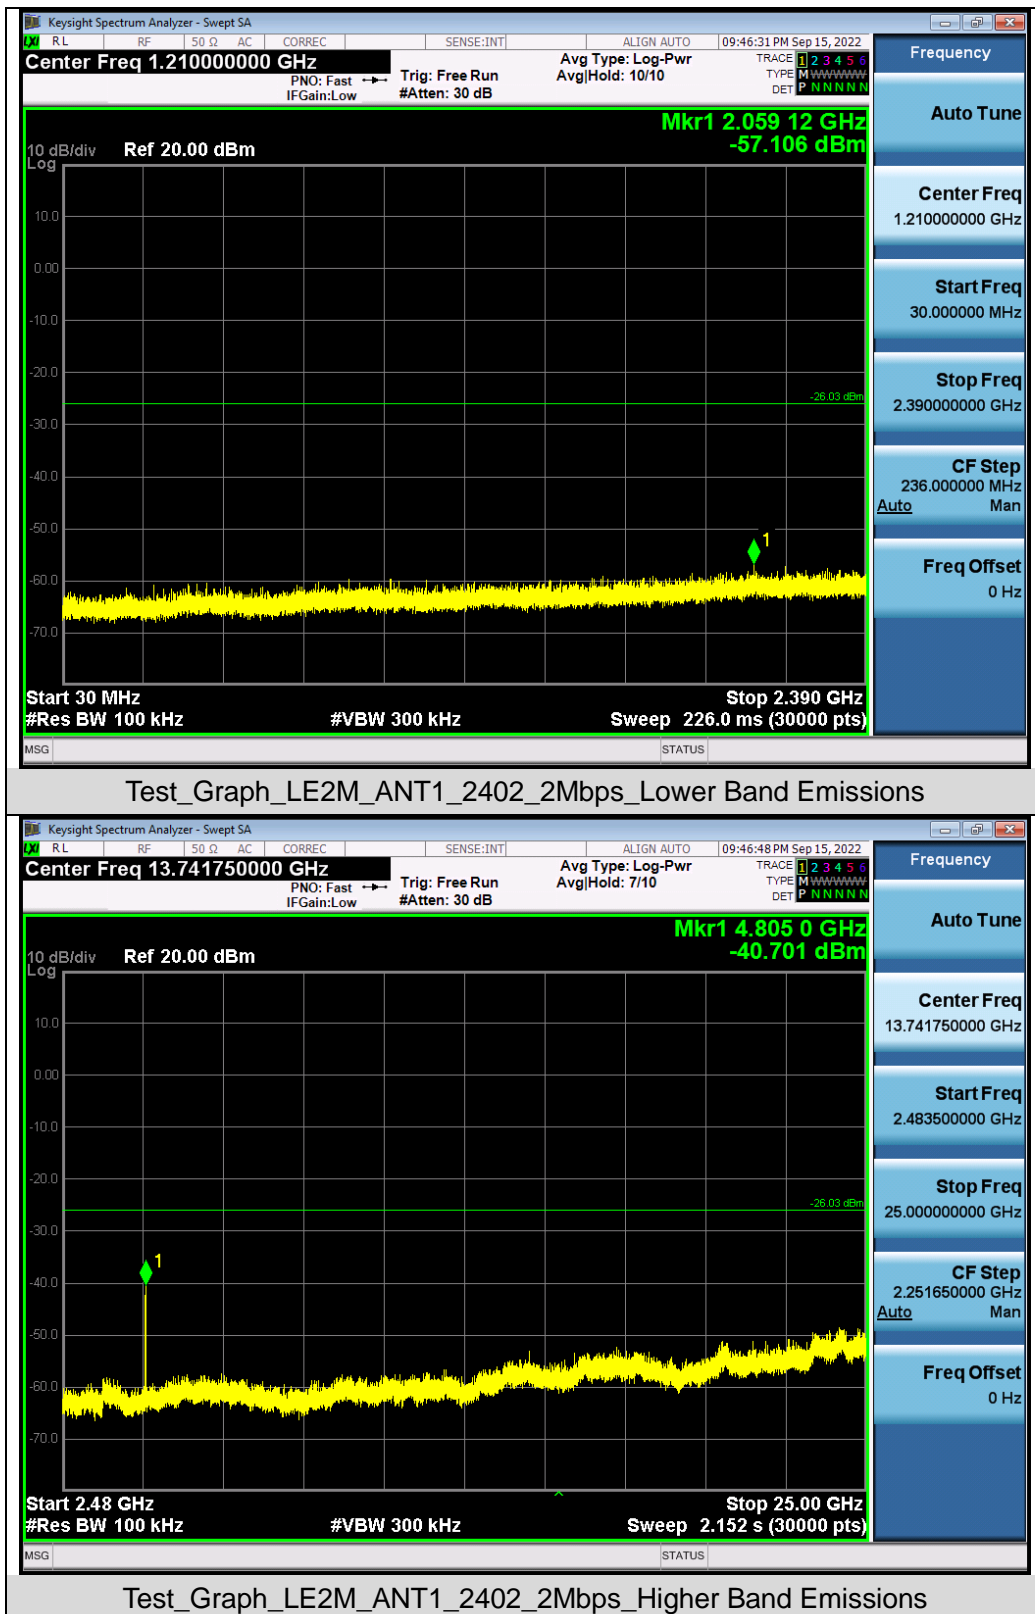 Keysight Spectrum Analyzer - Swept SA
LXI RL RF 50 Ω AC CORREC SENSE:INT ALIGN AUTO 09:46:31 PM Sep 15, 2022
Center Freq 1.210000000 GHz
PNO: Fast
IFGain:Low
Trig: Free Run
#Atten: 30 dB
Avg Type: Log-Pwr
Avg|Hold: 10/10
TRACE 1 2 3 4 5 6
TYPE M WWWWW
DET P N N N N N
Mkr1 2.059 12 GHz
-57.106 dBm
10 dB/div Ref 20.00 dBm
Log
10.0
0.00
-10.0
-20.0
-26.03 dBm
-30.0
-40.0
-50.0
1
-60.0
-70.0
Start 30 MHz Stop 2.390 GHz
#Res BW 100 kHz #VBW 300 kHz Sweep 226.0 ms (30000 pts)
MSG STATUS
Frequency
Auto Tune
Center Freq
1.210000000 GHz
Start Freq
30.000000 MHz
Stop Freq
2.390000000 GHz
CF Step
236.000000 MHz
Auto Man
Freq Offset
0 Hz
Test_Graph_LE2M_ANT1_2402_2Mbps_Lower Band Emissions
Keysight Spectrum Analyzer - Swept SA
LXI RL RF 50 Ω AC CORREC SENSE:INT ALIGN AUTO 09:46:48 PM Sep 15, 2022
Center Freq 13.741750000 GHz
PNO: Fast
IFGain:Low
Trig: Free Run
#Atten: 30 dB
Avg Type: Log-Pwr
Avg|Hold: 7/10
TRACE 1 2 3 4 5 6
TYPE M WWWWW
DET P N N N N N
Mkr1 4.805 0 GHz
-40.701 dBm
10 dB/div Ref 20.00 dBm
Log
10.0
0.00
-10.0
-20.0
-26.03 dBm
-30.0
1
-40.0
-50.0
-60.0
-70.0
Start 2.48 GHz Stop 25.00 GHz
#Res BW 100 kHz #VBW 300 kHz Sweep 2.152 s (30000 pts)
MSG STATUS
Frequency
Auto Tune
Center Freq
13.741750000 GHz
Start Freq
2.483500000 GHz
Stop Freq
25.000000000 GHz
CF Step
2.251650000 GHz
Auto Man
Freq Offset
0 Hz
Test_Graph_LE2M_ANT1_2402_2Mbps_Higher Band Emissions